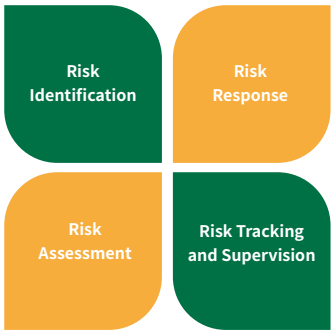 Risk
Identification
Risk
Response
Risk
Assessment
Risk Tracking
and Supervision